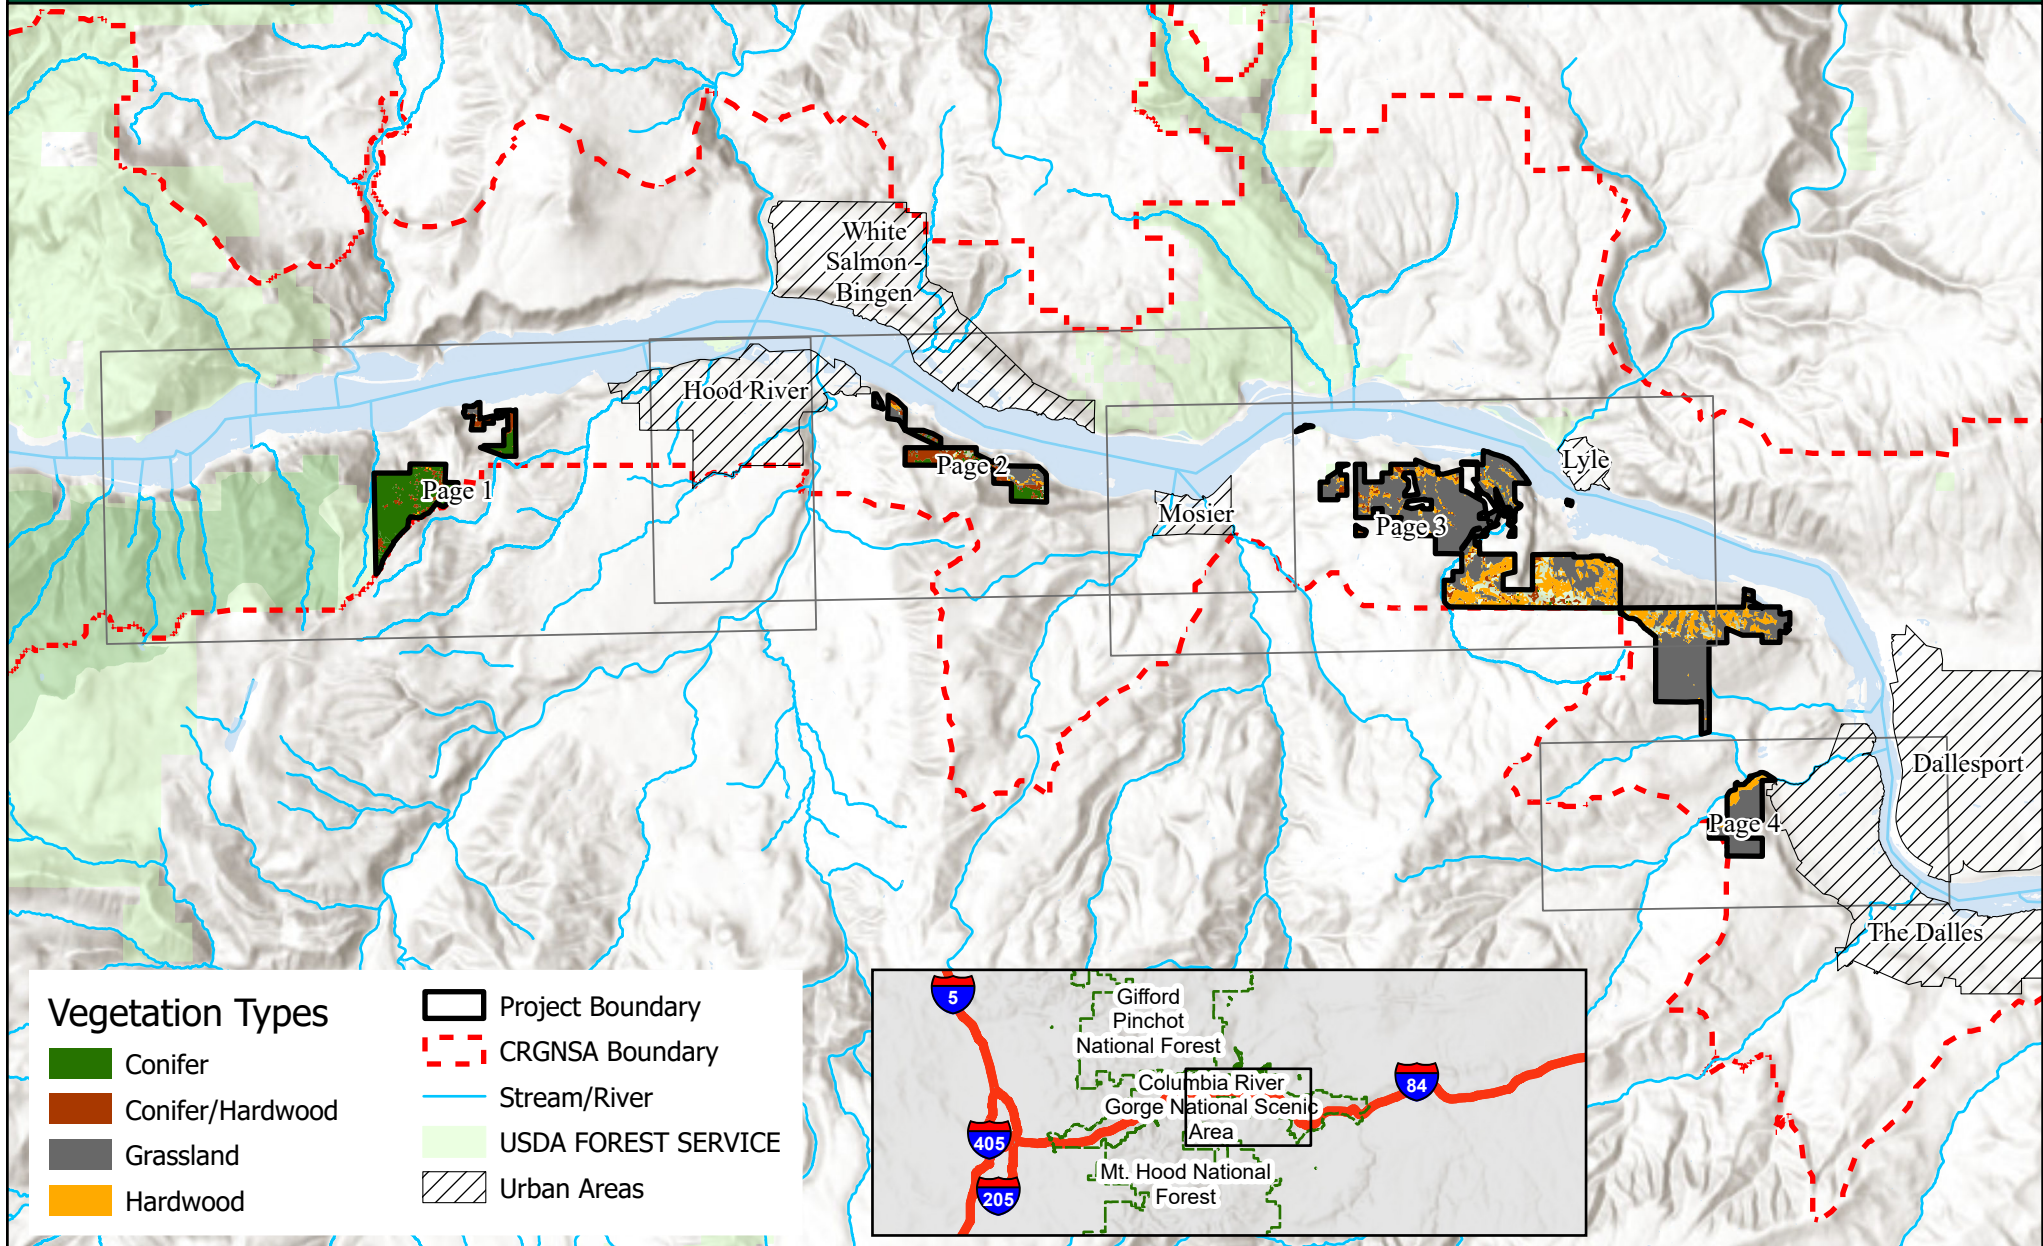 White
Salmon -
Bingen
Hood River
Page 1
Page 2
Mosier
Page 3
Lyle
Dallesport
Page 4
The Dalles
Vegetation Types
Conifer
Conifer/Hardwood
Grassland
Hardwood
Project Boundary
CRGNSA Boundary
Stream/River
USDA FOREST SERVICE
Urban Areas
5
Gifford
Pinchot
National Forest
Columbia River
Gorge National Scenic
Area
84
405
Mt. Hood National
Forest
205